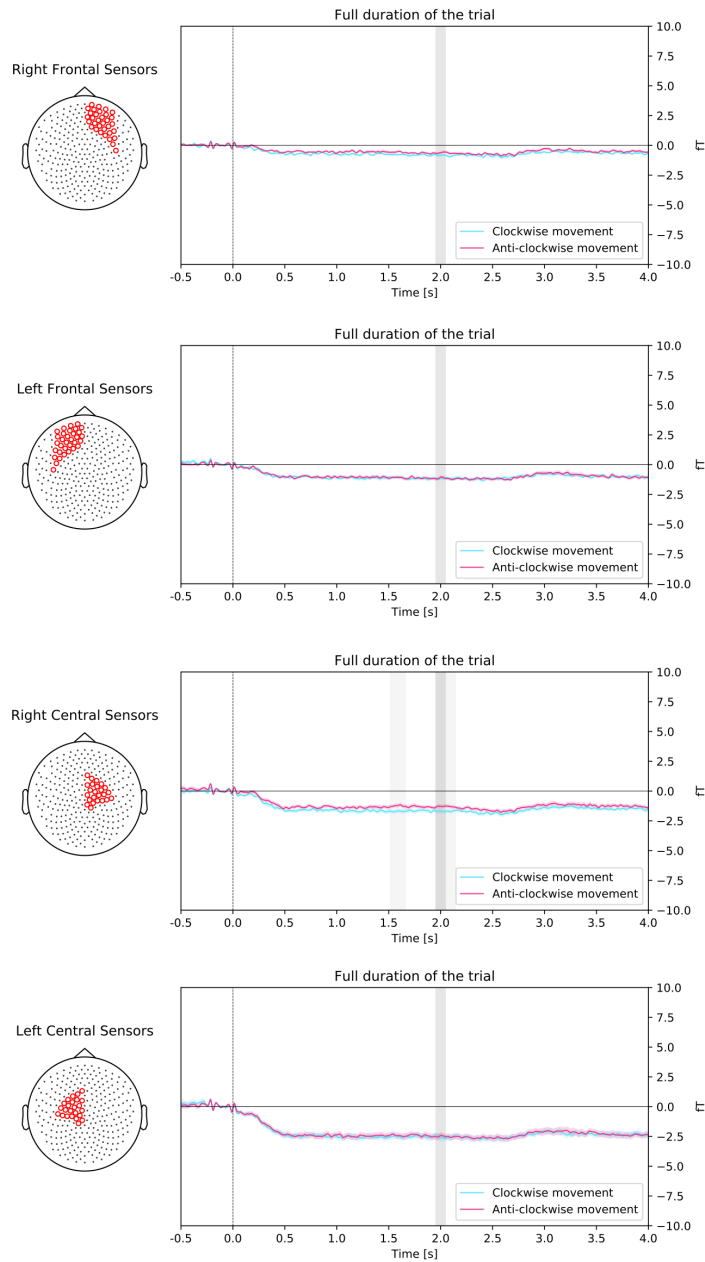 Full duration of the trial
Right Frontal Sensors
10.0
7.5
5.0
2.5
0.0
−2.5
−5.0
−7.5
−10.0
fT
Clockwise movement
Anti-clockwise movement
-0.5 0.0 0.5 1.0 1.5 2.0 2.5 3.0 3.5 4.0
Time [s]
Full duration of the trial
Left Frontal Sensors
10.0
7.5
5.0
2.5
0.0
−2.5
−5.0
−7.5
−10.0
fT
Clockwise movement
Anti-clockwise movement
-0.5 0.0 0.5 1.0 1.5 2.0 2.5 3.0 3.5 4.0
Time [s]
Full duration of the trial
Right Central Sensors
10.0
7.5
5.0
2.5
0.0
−2.5
−5.0
−7.5
−10.0
fT
Clockwise movement
Anti-clockwise movement
-0.5 0.0 0.5 1.0 1.5 2.0 2.5 3.0 3.5 4.0
Time [s]
Full duration of the trial
Left Central Sensors
10.0
7.5
5.0
2.5
0.0
−2.5
−5.0
−7.5
−10.0
fT
Clockwise movement
Anti-clockwise movement
-0.5 0.0 0.5 1.0 1.5 2.0 2.5 3.0 3.5 4.0
Time [s]